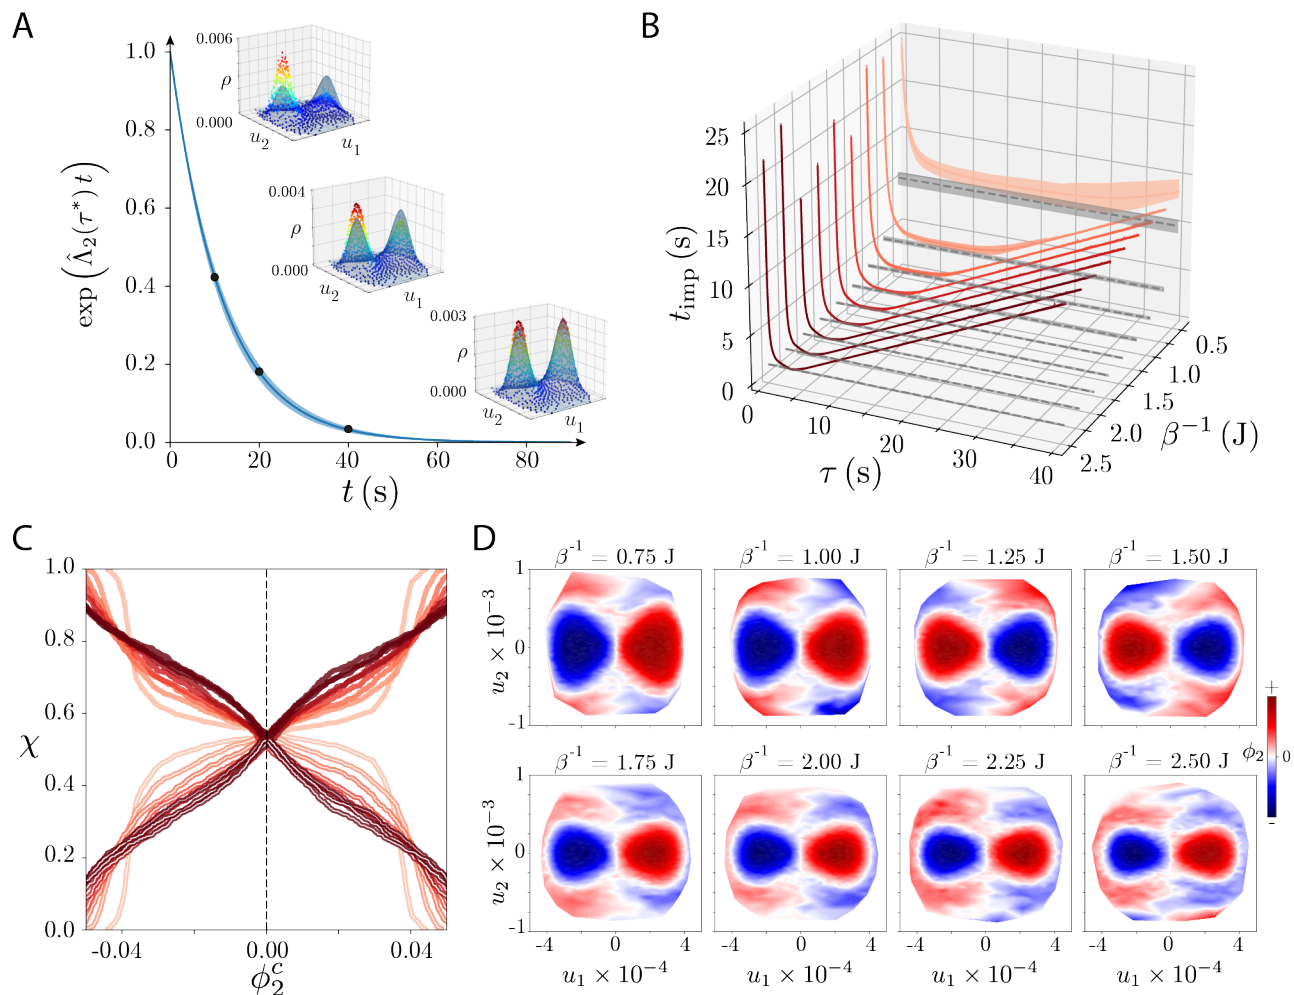 A
1.0
0.8
0.6
0.4
0.2
0.0
exp(Λ̂₂(τ*) t)
0 20 40 60 80
t (s)
0.006
ρ
0.000
u₂ u₁
0.004
ρ
0.000
u₂ u₁
0.003
ρ
0.000
u₂ u₁
B
25
20
15
10
5
0
t_imp (s)
0 10 20 30 40
τ (s)
0.5
1.0
1.5
2.0
2.5
β⁻¹ (J)
C
1.0
0.8
0.6
0.4
0.2
0.0
χ
-0.04 0.00 0.04
ϕ₂ᶜ
D
β⁻¹ = 0.75 J β⁻¹ = 1.00 J β⁻¹ = 1.25 J β⁻¹ = 1.50 J
1
0
-1
u₂ × 10⁻³
β⁻¹ = 1.75 J β⁻¹ = 2.00 J β⁻¹ = 2.25 J β⁻¹ = 2.50 J
1
0
-1
u₂ × 10⁻³
-4 0 4 -4 0 4 -4 0 4 -4 0 4
u₁ × 10⁻⁴ u₁ × 10⁻⁴ u₁ × 10⁻⁴ u₁ × 10⁻⁴
+
ϕ₂ 0
-